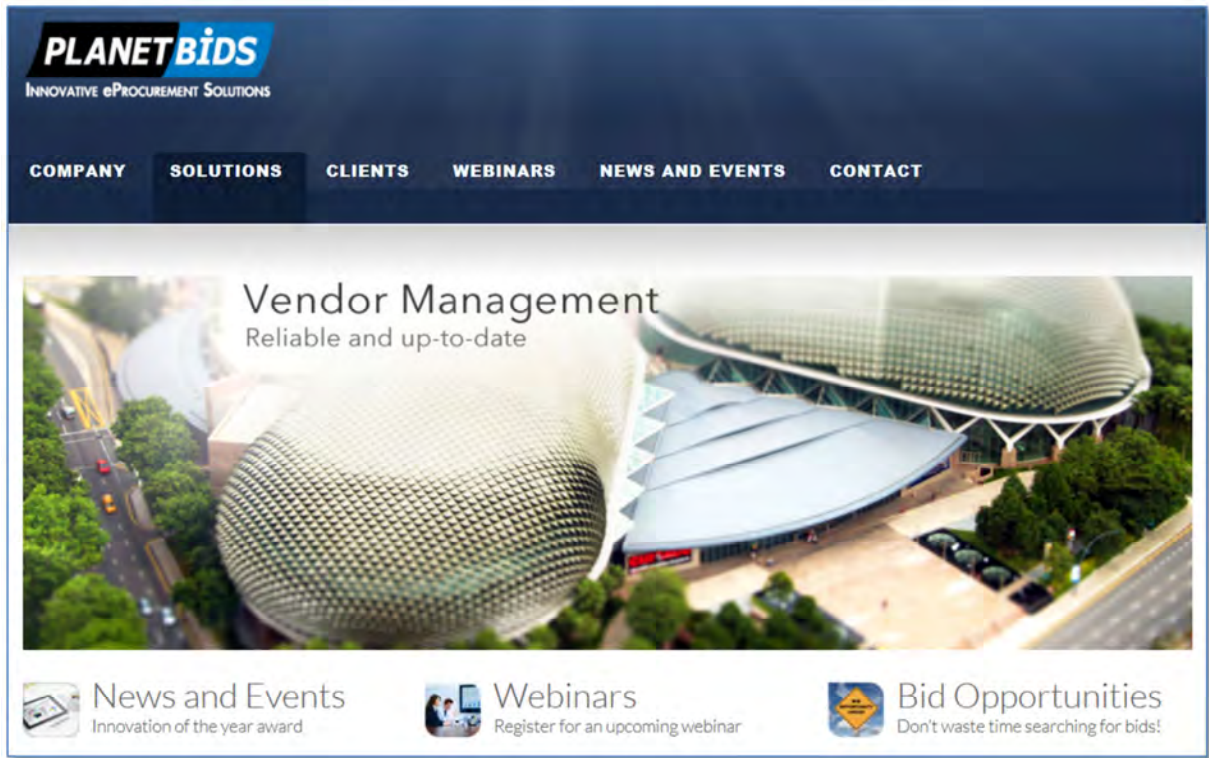 PLANETBiDS
INNOVATIVE ePROCUREMENT SOLUTIONS
COMPANY SOLUTIONS CLIENTS WEBINARS NEWS AND EVENTS CONTACT
Vendor Management
Reliable and up-to-date
News and Events
Innovation of the year award
Webinars
Register for an upcoming webinar
Bid Opportunities
Don't waste time searching for bids!